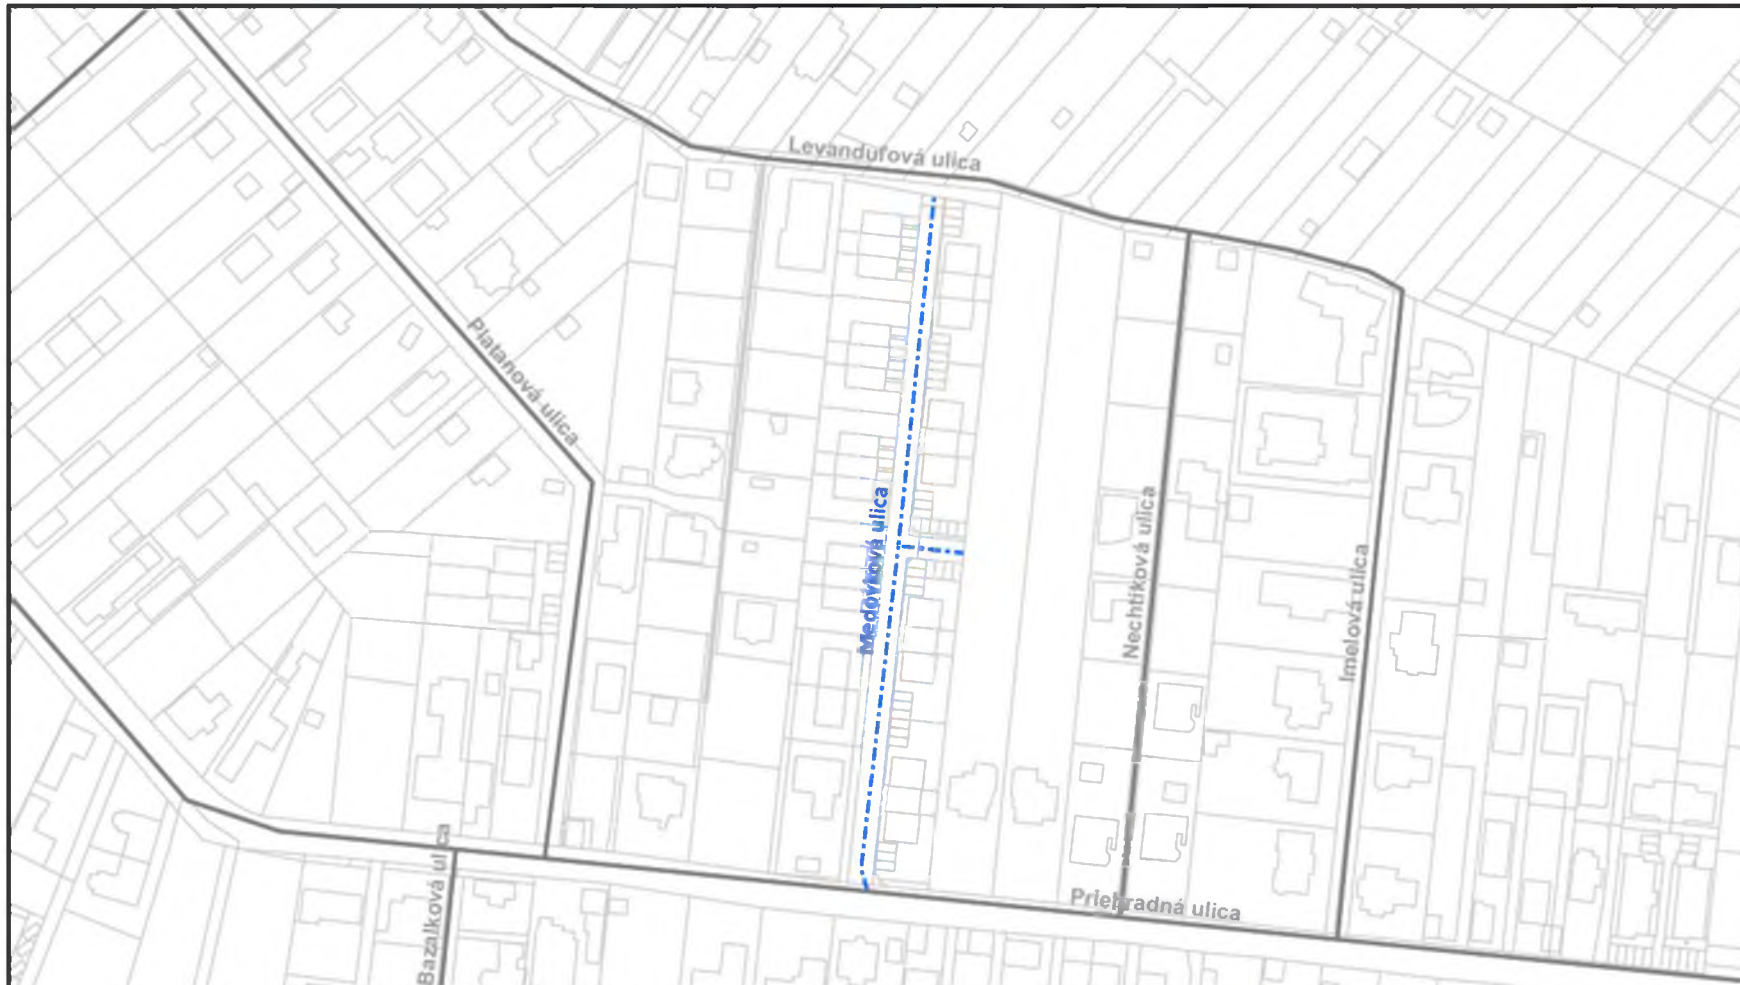 Levanduľová ulica
Platanová ulica
Medovková ulica
Nechtíková ulica
Imelová ulica
Bazalková ulica
Priehradná ulica